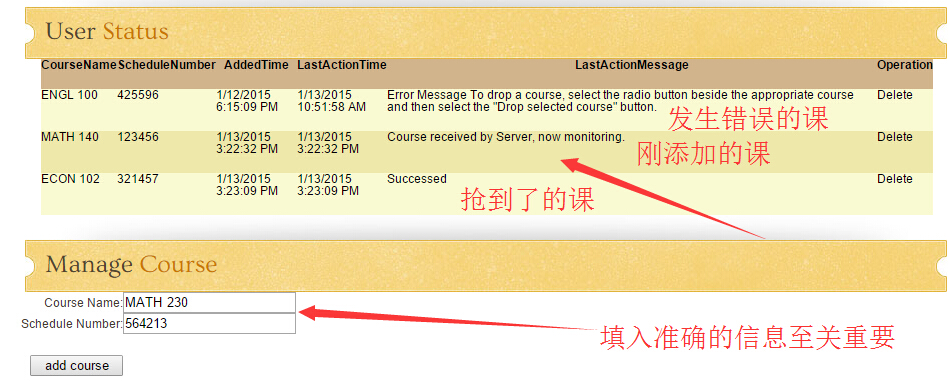 User Status
CourseName ScheduleNumber AddedTime LastActionTime LastActionMessage Operation
ENGL 100 425596 1/12/2015 6:15:09 PM 1/13/2015 10:51:58 AM Error Message To drop a course, select the radio button beside the appropriate course and then select the "Drop selected course" button. Delete
发生错误的课
MATH 140 123456 1/13/2015 3:22:32 PM 1/13/2015 3:22:32 PM Course received by Server, now monitoring. Delete
刚添加的课
ECON 102 321457 1/13/2015 3:23:09 PM 1/13/2015 3:23:09 PM Successed Delete
抢到了的课
Manage Course
Course Name: MATH 230
Schedule Number: 564213
填入准确的信息至关重要
add course